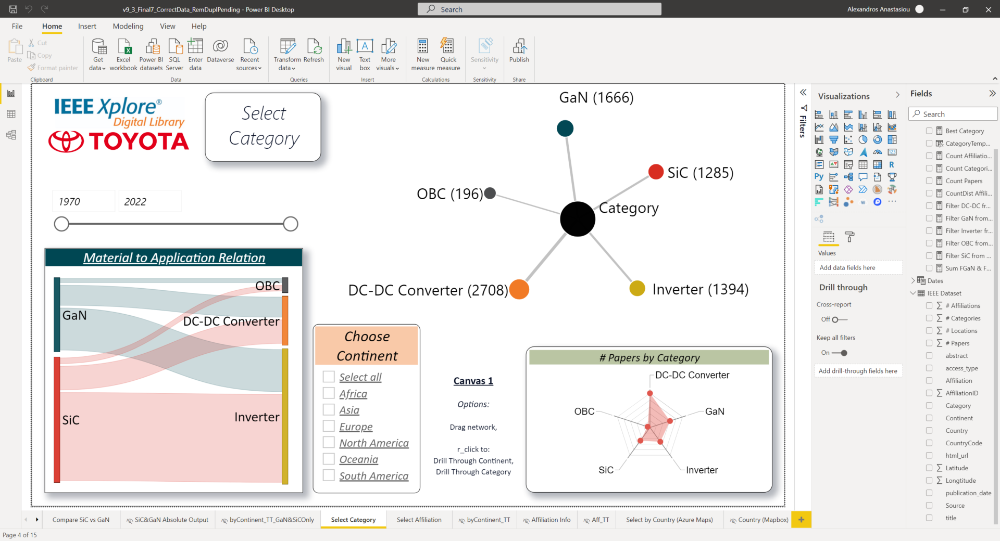 v9_3_Final7_CorrectData_RemDuplPending - Power BI Desktop
Search
Alexandros Anastasiou
File
Home
Insert
Modeling
View
Help
Paste
Cut
Copy
Format painter
Clipboard
Get data
Excel workbook
Power BI datasets
SQL Server
Enter data
Dataverse
Recent sources
Data
Transform data
Refresh
Queries
New visual
Text box
More visuals
Insert
New measure
Quick measure
Calculations
Sensitivity
Sensitivity
Publish
Share
IEEE Xplore®
Digital Library
TOYOTA
Select
Category
1970
2022
GaN (1666)
SiC (1285)
OBC (196)
Category
DC-DC Converter (2708)
Inverter (1394)
Material to Application Relation
OBC
GaN
DC-DC Converter
SiC
Inverter
Choose
Continent
Select all
Africa
Asia
Europe
North America
Oceania
South America
Canvas 1
Options:
Drag network,
r_click to:
Drill Through Continent,
Drill Through Category
# Papers by Category
DC-DC Converter
OBC
GaN
SiC
Inverter
Filters
Visualizations
R
Py
Values
Add data fields here
Drill through
Cross-report
Off
Keep all filters
On
Add drill-through fields here
Fields
Search
Best Category
CategoryTemp...
Count Affiliatio...
Count Categori...
Count Papers
CountDist Affili...
Filter DC-DC fr...
Filter GaN from...
Filter Inverter fr...
Filter OBC from...
Filter SiC from ...
Sum FGaN & F...
Dates
IEEE Dataset
# Affiliations
# Categories
# Locations
# Papers
abstract
access_type
Affiliation
AffiliationID
Category
Continent
Country
CountryCode
html_url
Latitude
Longtitude
publication_date
Source
title
Compare SiC vs GaN
SiC&GaN Absolute Output
byContinent_TT_GaN&SiCOnly
Select Category
Select Affiliation
byContinent_TT
Affiliation Info
Aff_TT
Select by Country (Azure Maps)
Country (Mapbox)
Page 4 of 15